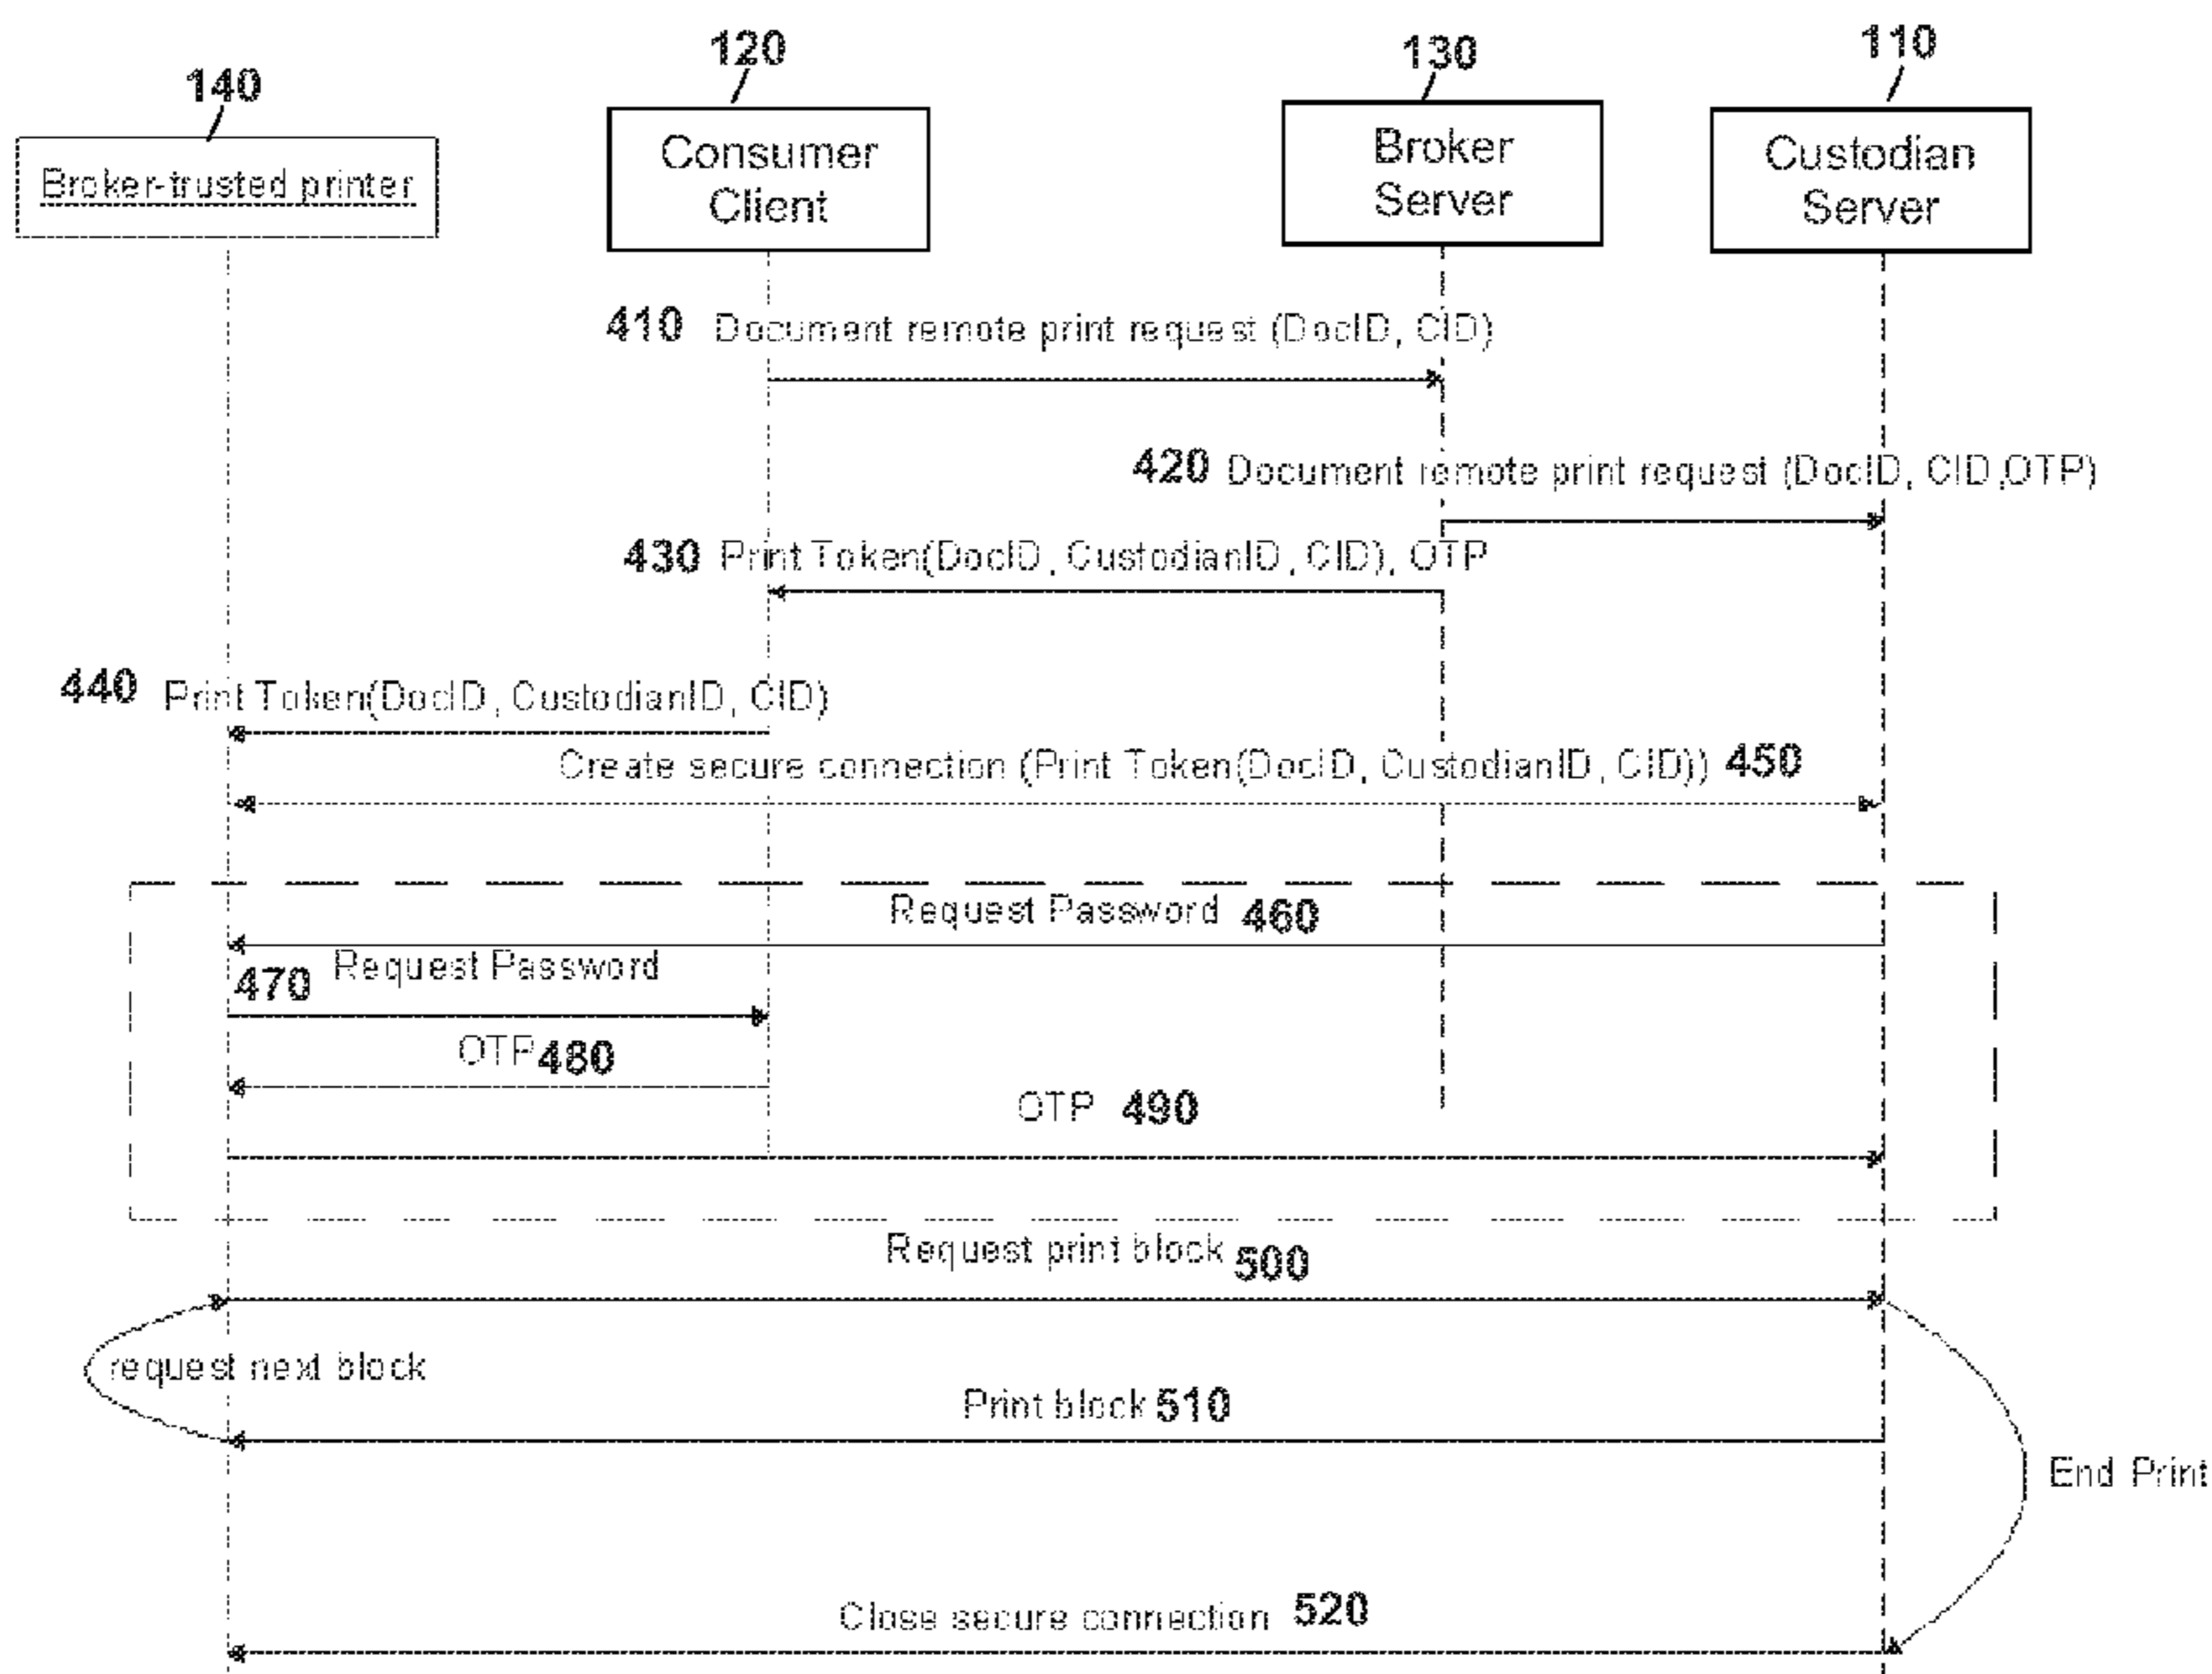 140
120
130
110
Broker-trusted printer
Consumer
Client
Broker
Server
Custodian
Server
410 Document remote print request (DocID, CID)
420 Document remote print request (DocID, CID,OTP)
430 Print Token(DocID, CustodianID, CID), OTP
440 Print Token(DocID, CustodianID, CID)
Create secure connection (Print Token(DocID, CustodianID, CID)) 450
Request Password 460
470 Request Password
OTP 480
OTP 490
Request print block 500
request next block
Print block 510
End Print
Close secure connection 520